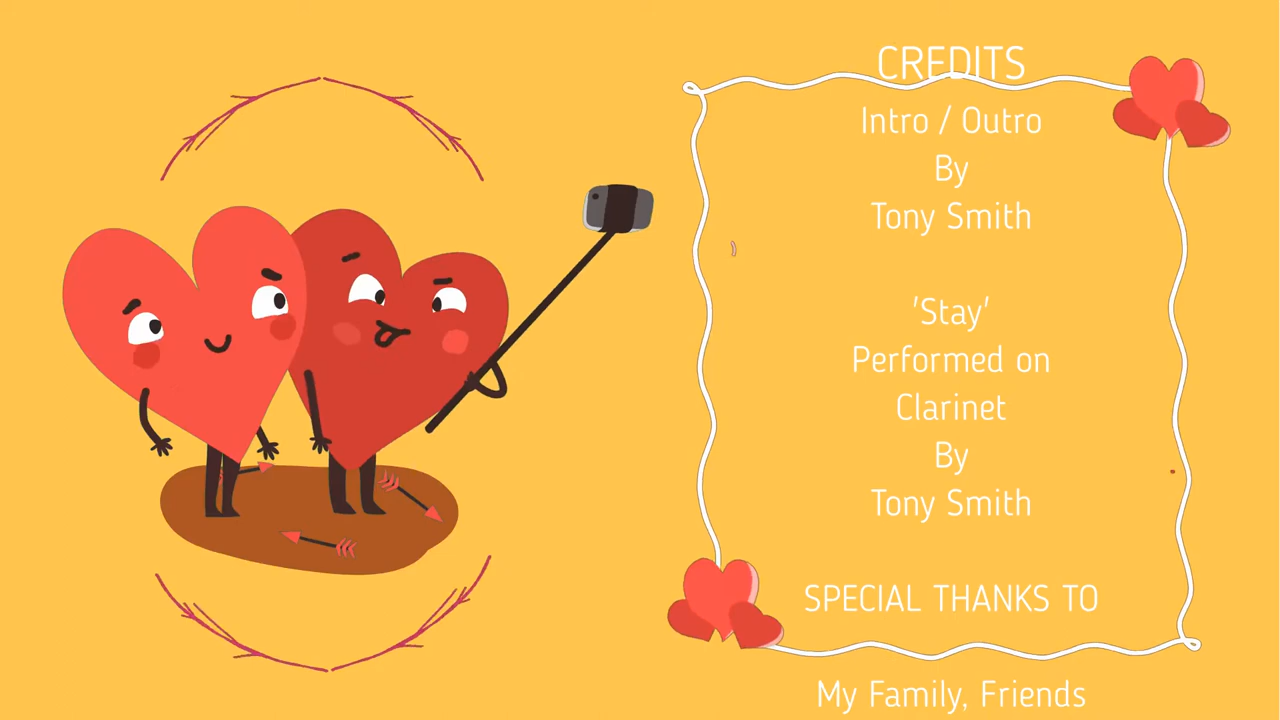 CREDITS
Intro / Outro
By
Tony Smith
'Stay'
Performed on
Clarinet
By
Tony Smith
SPECIAL THANKS TO
My Family, Friends